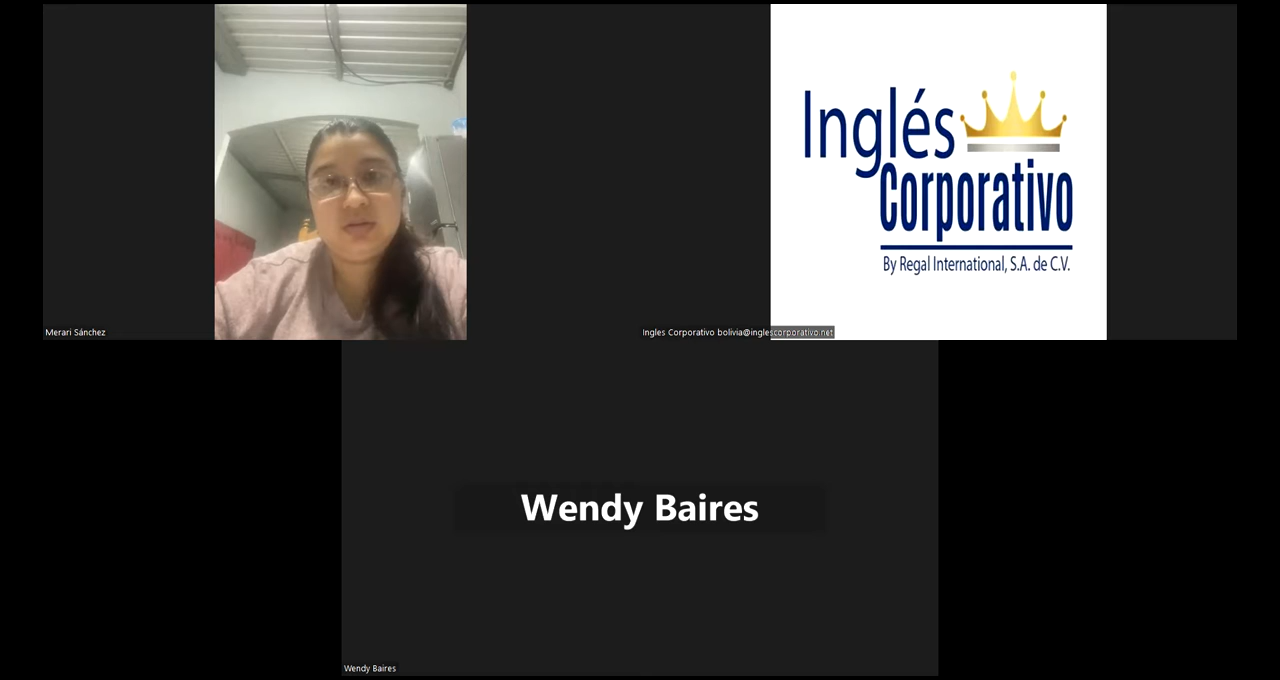 Inglés
Corporativo
By Regal International, S.A. de C.V.
Merari Sánchez
Ingles Corporativo bolivia@inglescorporativo.net
Wendy Baires
Wendy Baires